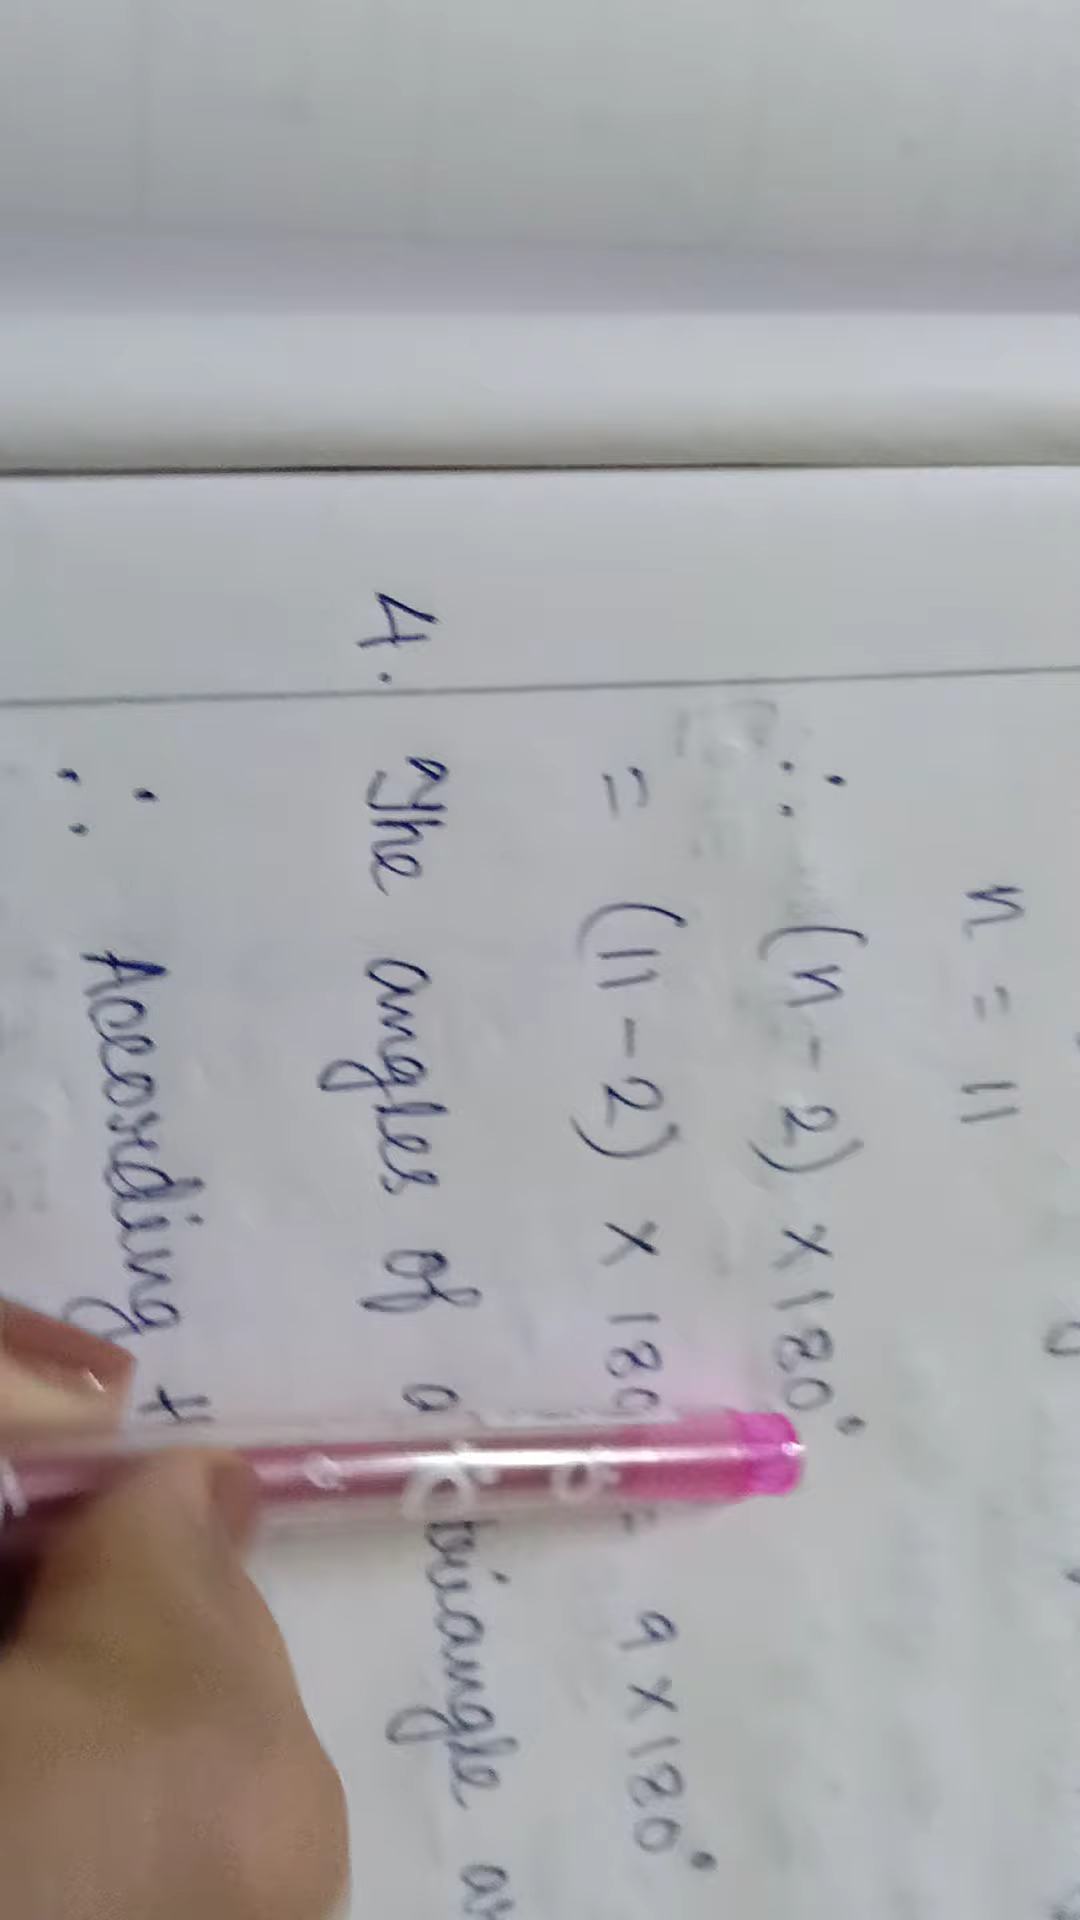 n = 11
∴ (n - 2) × 180°
= (11 - 2) × 180° = 9 × 180°
4. The angles of a triangle
∴ According